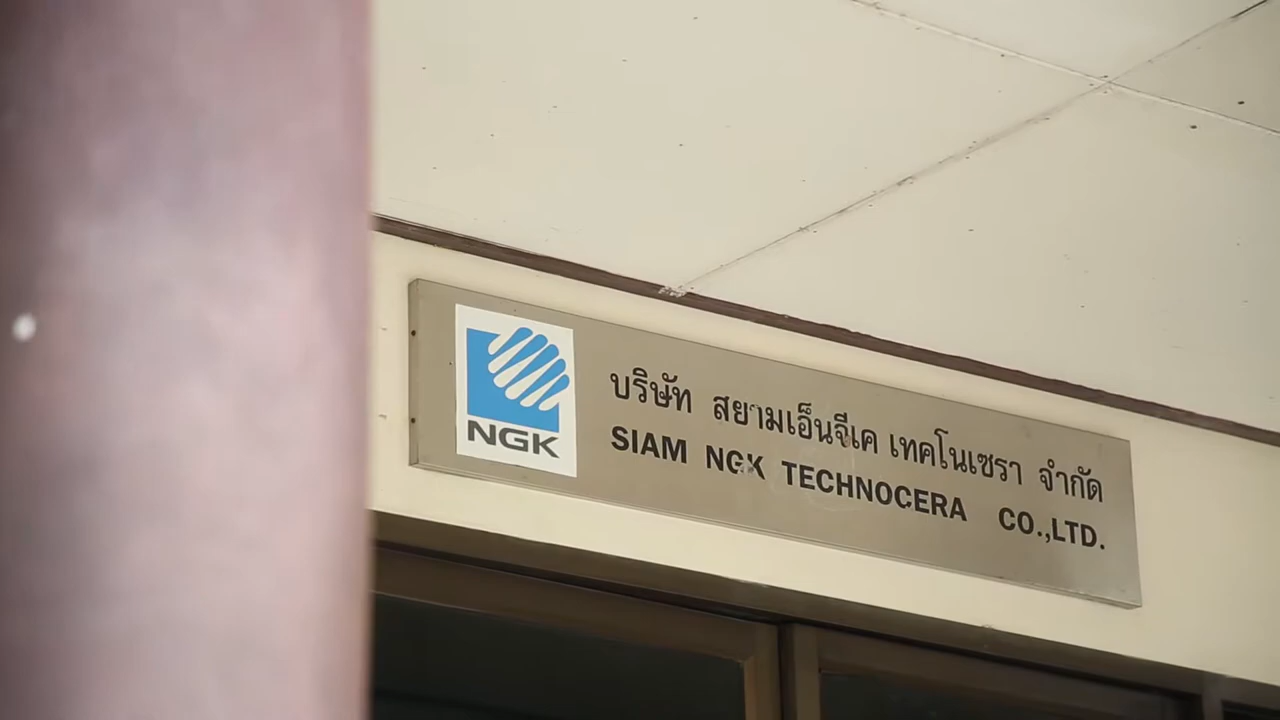 NGK
บริษัท สยามเอ็นจีเค เทคโนเซรา จำกัด
SIAM NGK TECHNOCERA CO.,LTD.